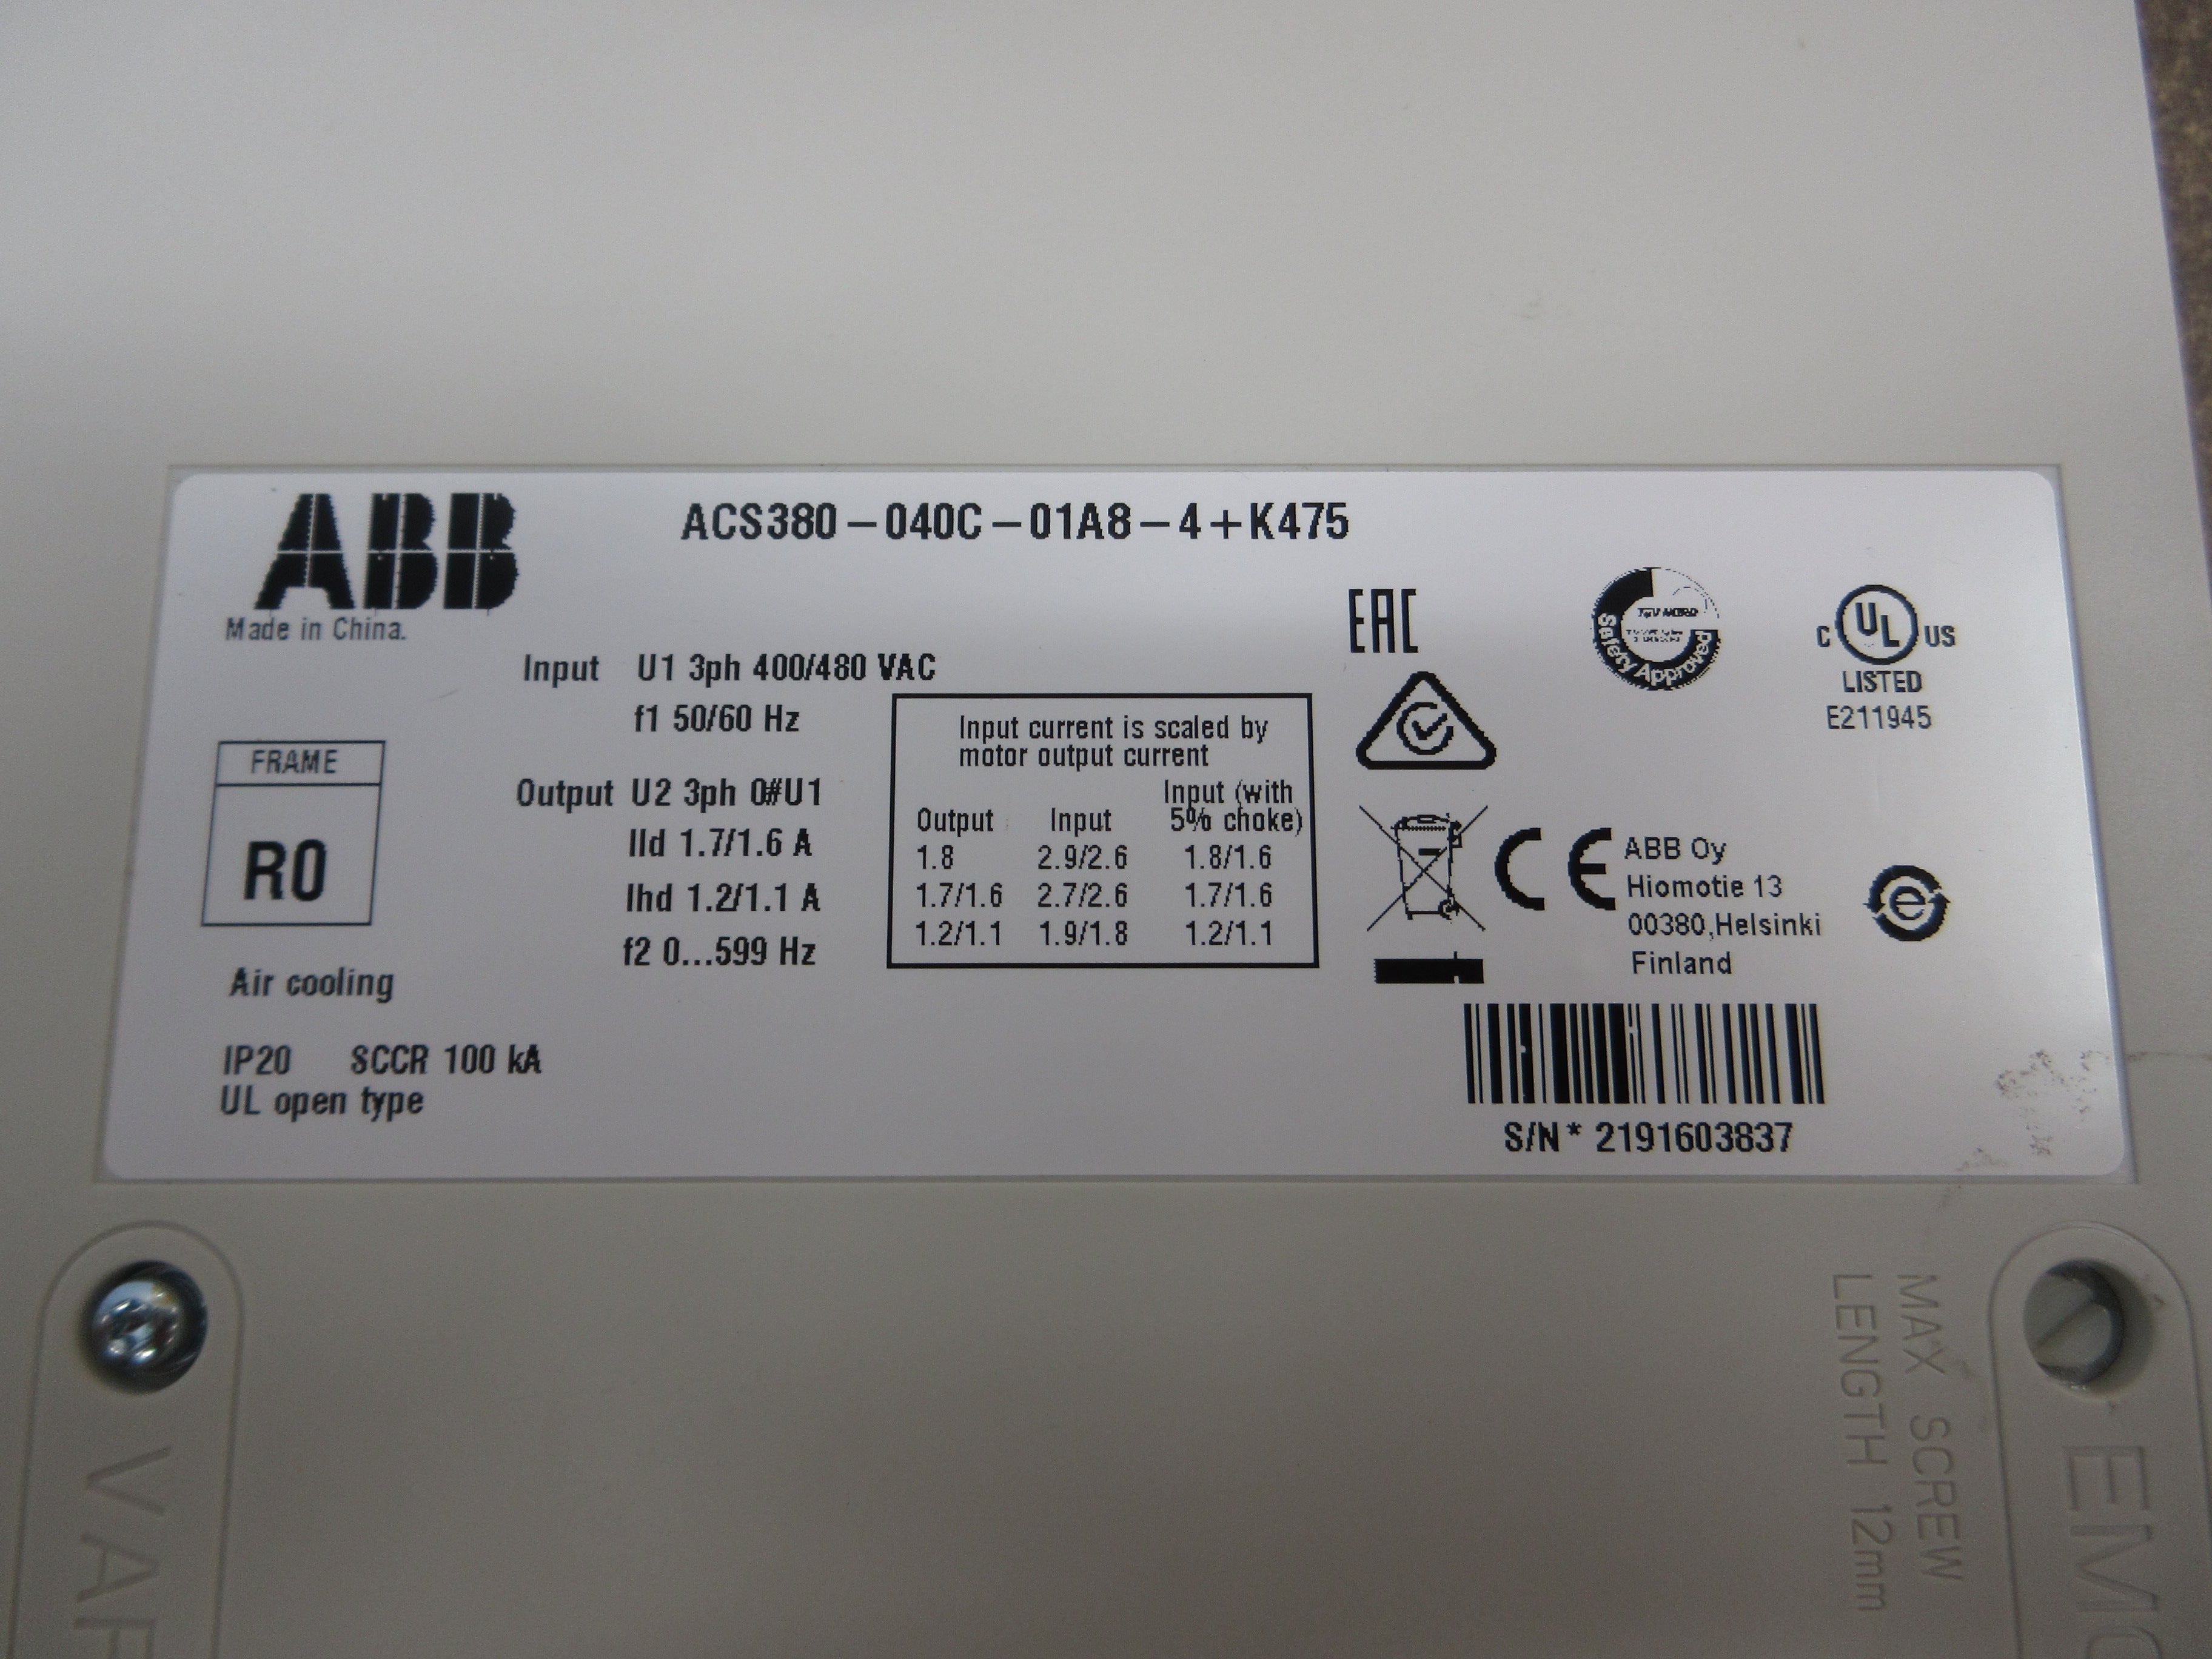 ABB
Made in China.
ACS380-040C-01A8-4+K475
Input U1 3ph 400/480 VAC
f1 50/60 Hz
Output U2 3ph 0#U1
Ild 1.7/1.6 A
Ihd 1.2/1.1 A
f2 0...599 Hz
FRAME
R0
Air cooling
IP20 SCCR 100 kA
UL open type
Input current is scaled by
motor output current
Output Input Input (with 5% choke)
1.8 2.9/2.6 1.8/1.6
1.7/1.6 2.7/2.6 1.7/1.6
1.2/1.1 1.9/1.8 1.2/1.1
EAC
Safety Approved
C UL US
LISTED
E211945
CE
ABB Oy
Hiomotie 13
00380,Helsinki
Finland
e
S/N* 2191603837
MAX SCREW
LENGTH 12mm
VAR
EMC